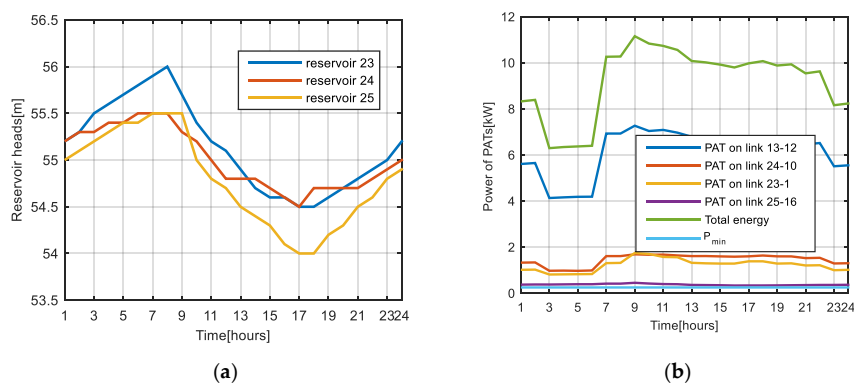 56.5
56
55.5
55
54.5
54
53.5
Reservoir heads[m]
reservoir 23
reservoir 24
reservoir 25
1 3 5 7 9 11 13 15 17 19 21 2324
Time[hours]
(a)
12
10
8
6
4
2
0
Power of PATs[kW]
PAT on link 13-12
PAT on link 24-10
PAT on link 23-1
PAT on link 25-16
Total energy
P min
1 3 5 7 9 11 13 15 17 19 21 2324
Time[hours]
(b)